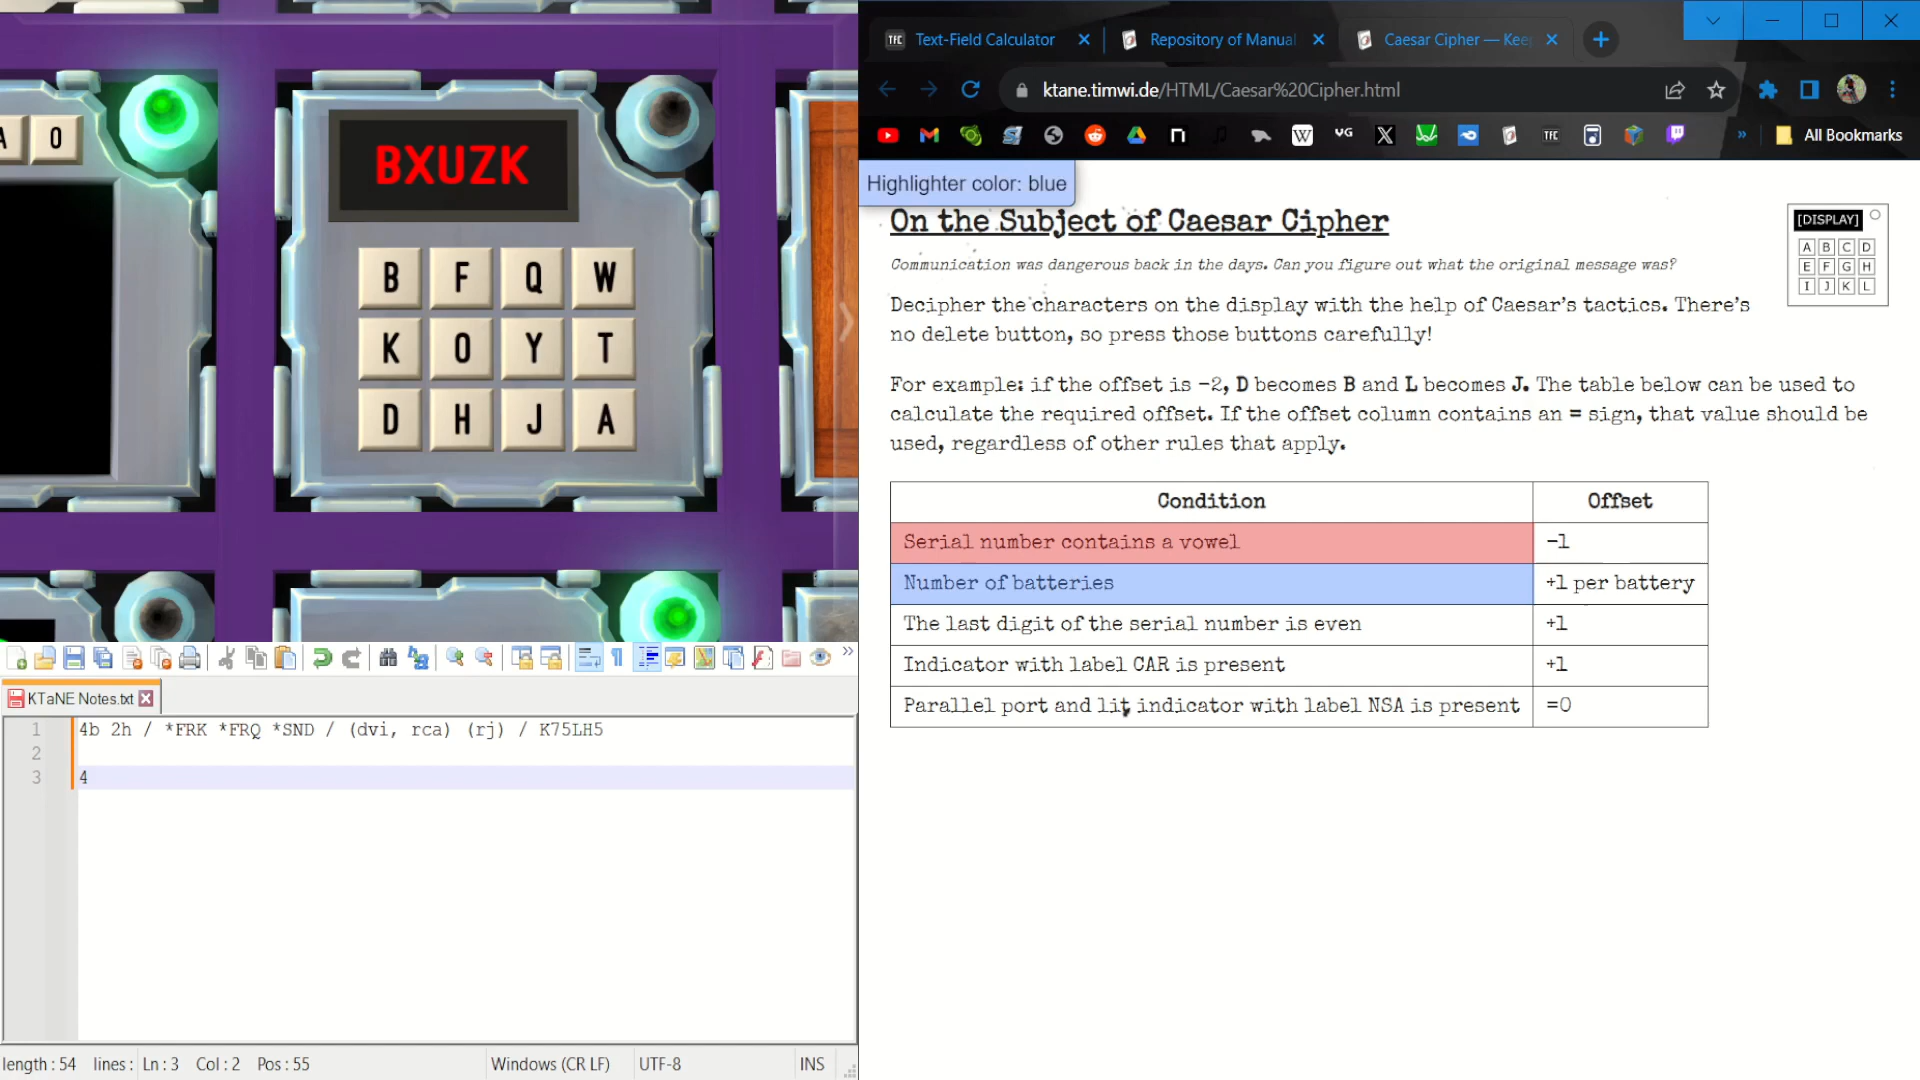 A O
BXUZK
B F Q W
K O Y T
D H J A
KTaNE Notes.txt
1 4b 2h / *FRK *FRQ *SND / (dvi, rca) (rj) / K75LH5
2
3 4
length : 54 lines : Ln : 3 Col : 2 Pos : 55 Windows (CR LF) UTF-8 INS
TFC Text-Field Calculator
Repository of Manual
Caesar Cipher — Keep
ktane.timwi.de/HTML/Caesar%20Cipher.html
W VG X TFC » All Bookmarks
Highlighter color: blue
On the Subject of Caesar Cipher
Communication was dangerous back in the days. Can you figure out what the original message was?
[DISPLAY]
A B C D
E F G H
I J K L
Decipher the characters on the display with the help of Caesar's tactics. There's
no delete button, so press those buttons carefully!
For example: if the offset is -2, D becomes B and L becomes J. The table below can be used to
calculate the required offset. If the offset column contains an = sign, that value should be
used, regardless of other rules that apply.
Condition Offset
Serial number contains a vowel -1
Number of batteries +1 per battery
The last digit of the serial number is even +1
Indicator with label CAR is present +1
Parallel port and lit indicator with label NSA is present =0